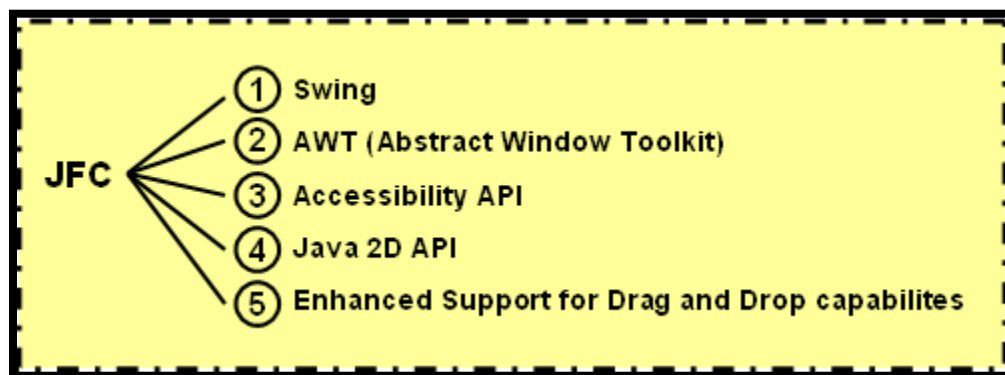 JFC
1 Swing
2 AWT (Abstract Window Toolkit)
3 Accessibility API
4 Java 2D API
5 Enhanced Support for Drag and Drop capabilites